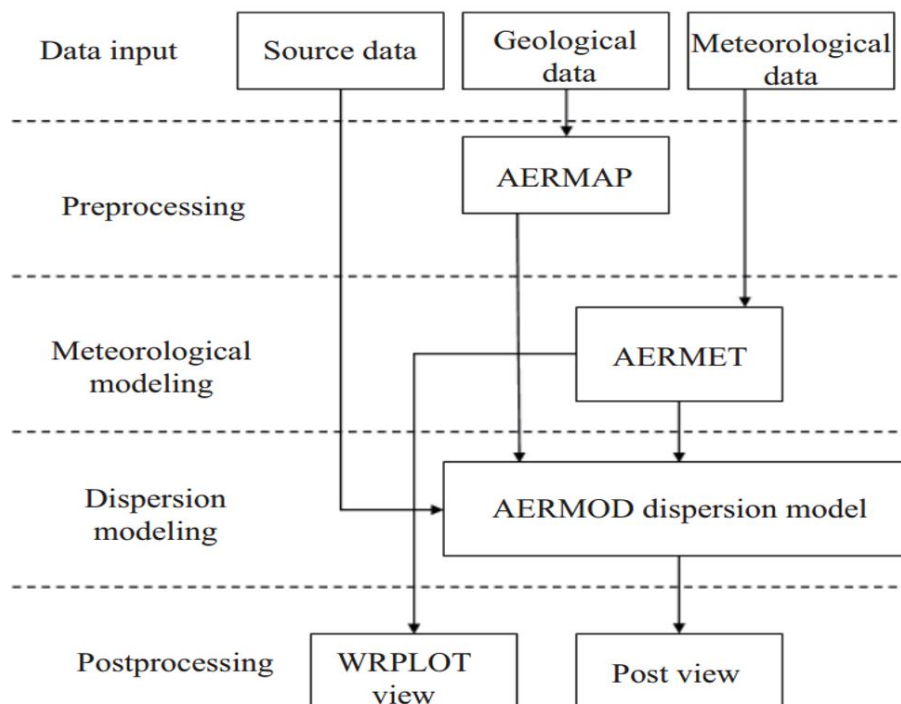 Data input
Source data
Geological
data
Meteorological
data
Preprocessing
AERMAP
Meteorological
modeling
AERMET
Dispersion
modeling
AERMOD dispersion model
Postprocessing
WRPLOT
view
Post view